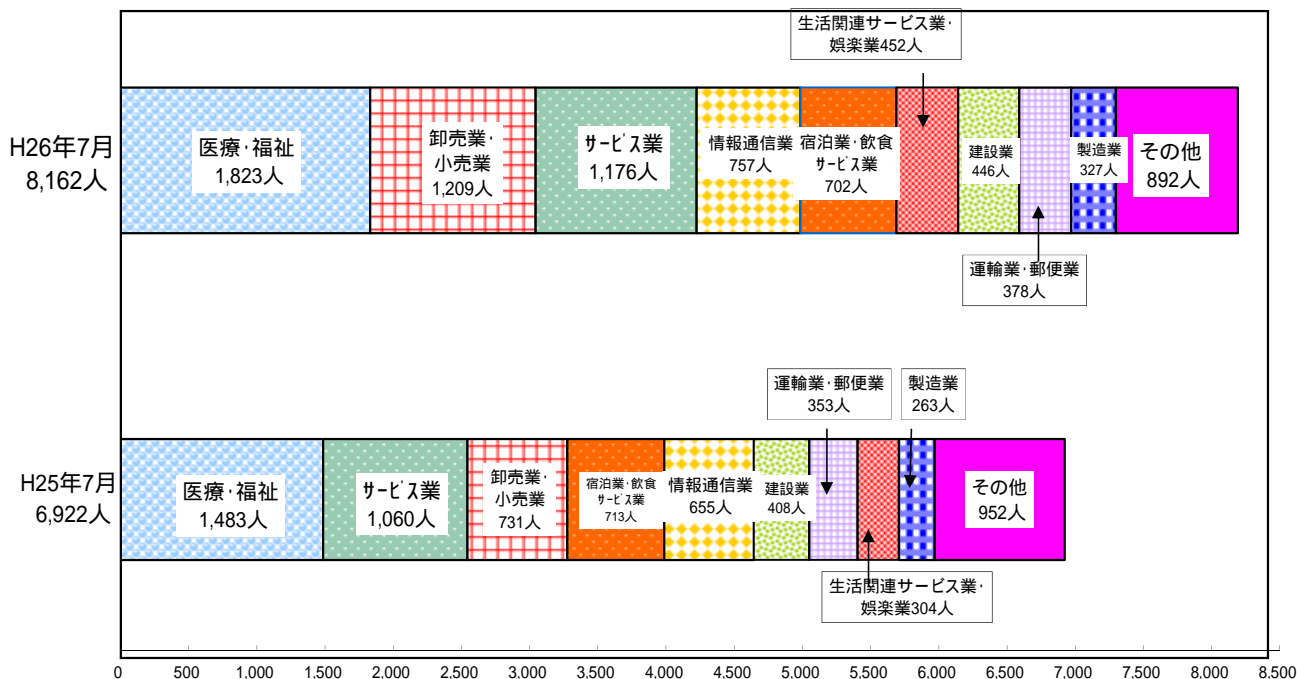 生活関連サービス業・
娯楽業452人
H26年7月
8,162人
医療・福祉
1,823人
卸売業・
小売業
1,209人
ｻｰﾋﾞｽ業
1,176人
情報通信業
757人
宿泊業・飲食
ｻｰﾋﾞｽ業
702人
建設業
446人
製造業
327人
その他
892人
運輸業・郵便業
378人
運輸業・郵便業
353人
製造業
263人
H25年7月
6,922人
医療・福祉
1,483人
ｻｰﾋﾞｽ業
1,060人
卸売業・
小売業
731人
宿泊業・飲食
ｻｰﾋﾞｽ業
713人
情報通信業
655人
建設業
408人
その他
952人
生活関連サービス業・
娯楽業304人
0 500 1,000 1,500 2,000 2,500 3,000 3,500 4,000 4,500 5,000 5,500 6,000 6,500 7,000 7,500 8,000 8,500